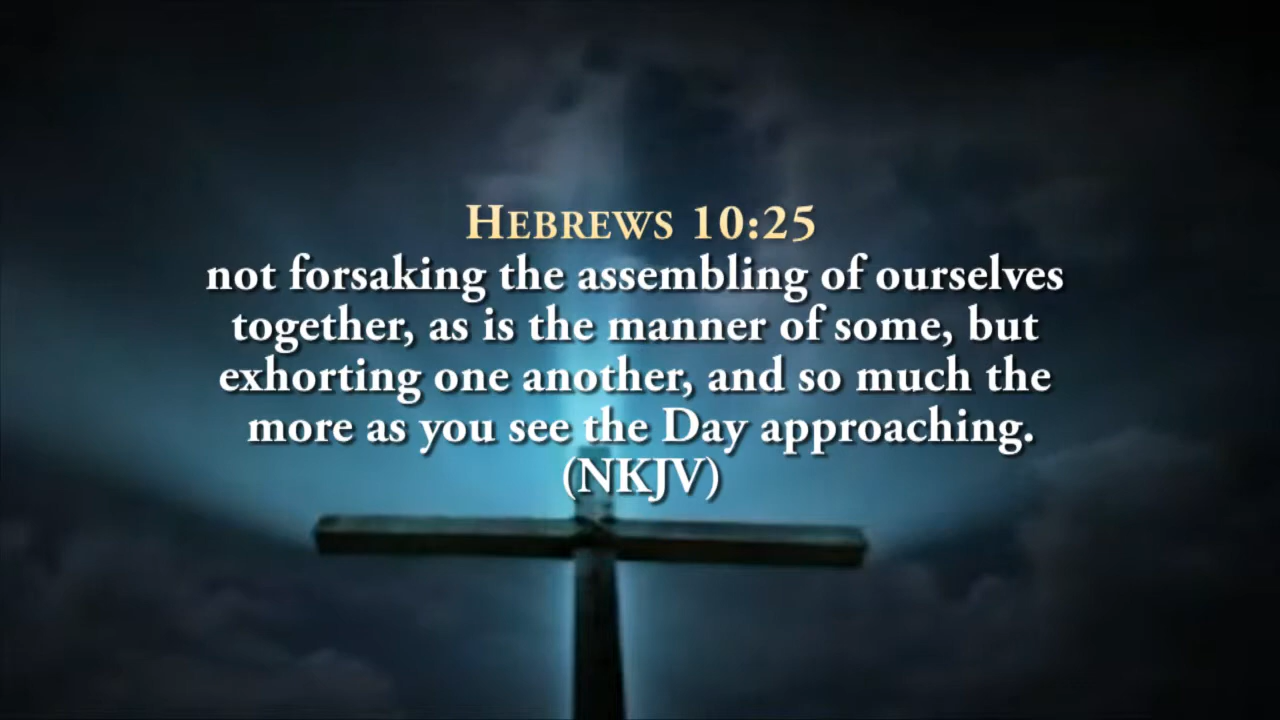 HEBREWS 10:25
not forsaking the assembling of ourselves
together, as is the manner of some, but
exhorting one another, and so much the
more as you see the Day approaching.
(NKJV)